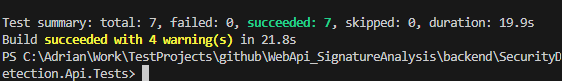 Test summary: total: 7, failed: 0, succeeded: 7, skipped: 0, duration: 19.9s
Build succeeded with 4 warning(s) in 21.8s
PS C:\Adrian\Work\TestProjects\github\WebApi_SignatureAnalysis\backend\SecurityD
etection.Api.Tests>